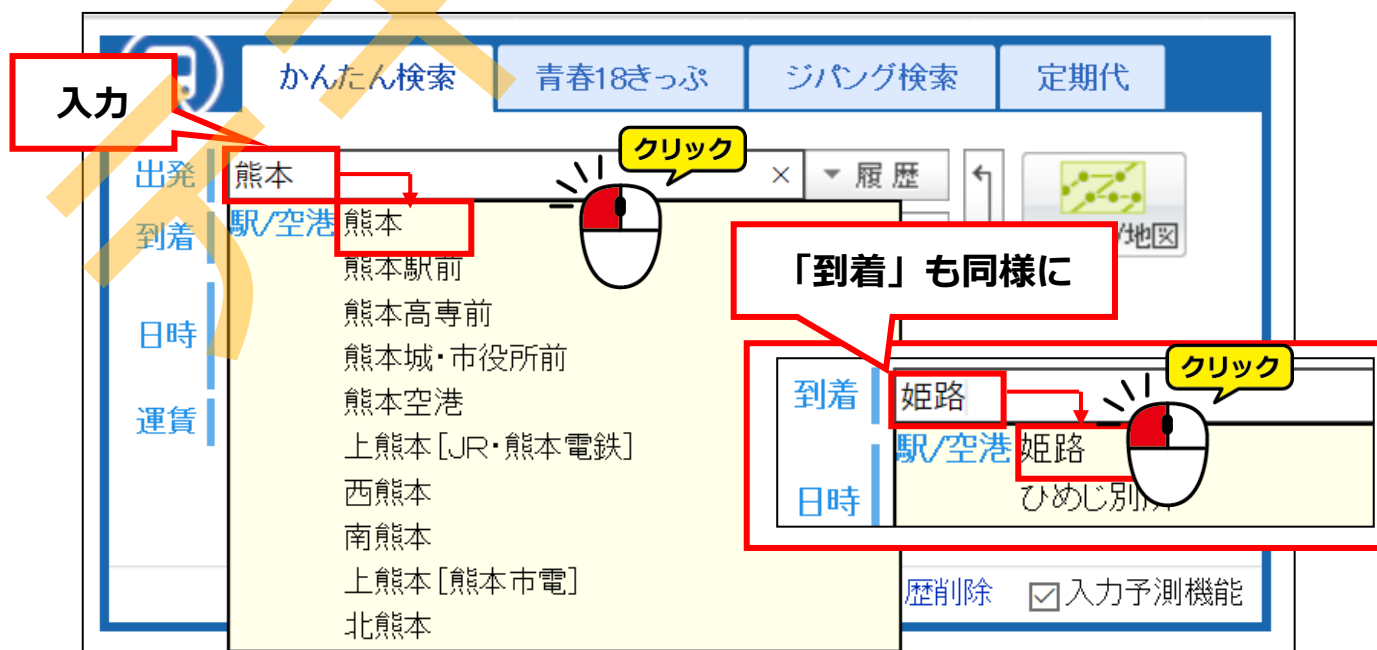 かんたん検索
青春18きっぷ
ジパング検索
定期代
入力
クリック
出発
熊本
×
▼ 履歴
到着
駅/空港
熊本
/地図
熊本駅前
「到着」も同様に
熊本高専前
日時
熊本城・市役所前
クリック
到着
姫路
熊本空港
運賃
上熊本[JR・熊本電鉄]
駅/空港
姫路
西熊本
日時
ひめじ別所
南熊本
上熊本[熊本市電]
歴削除
入力予測機能
北熊本